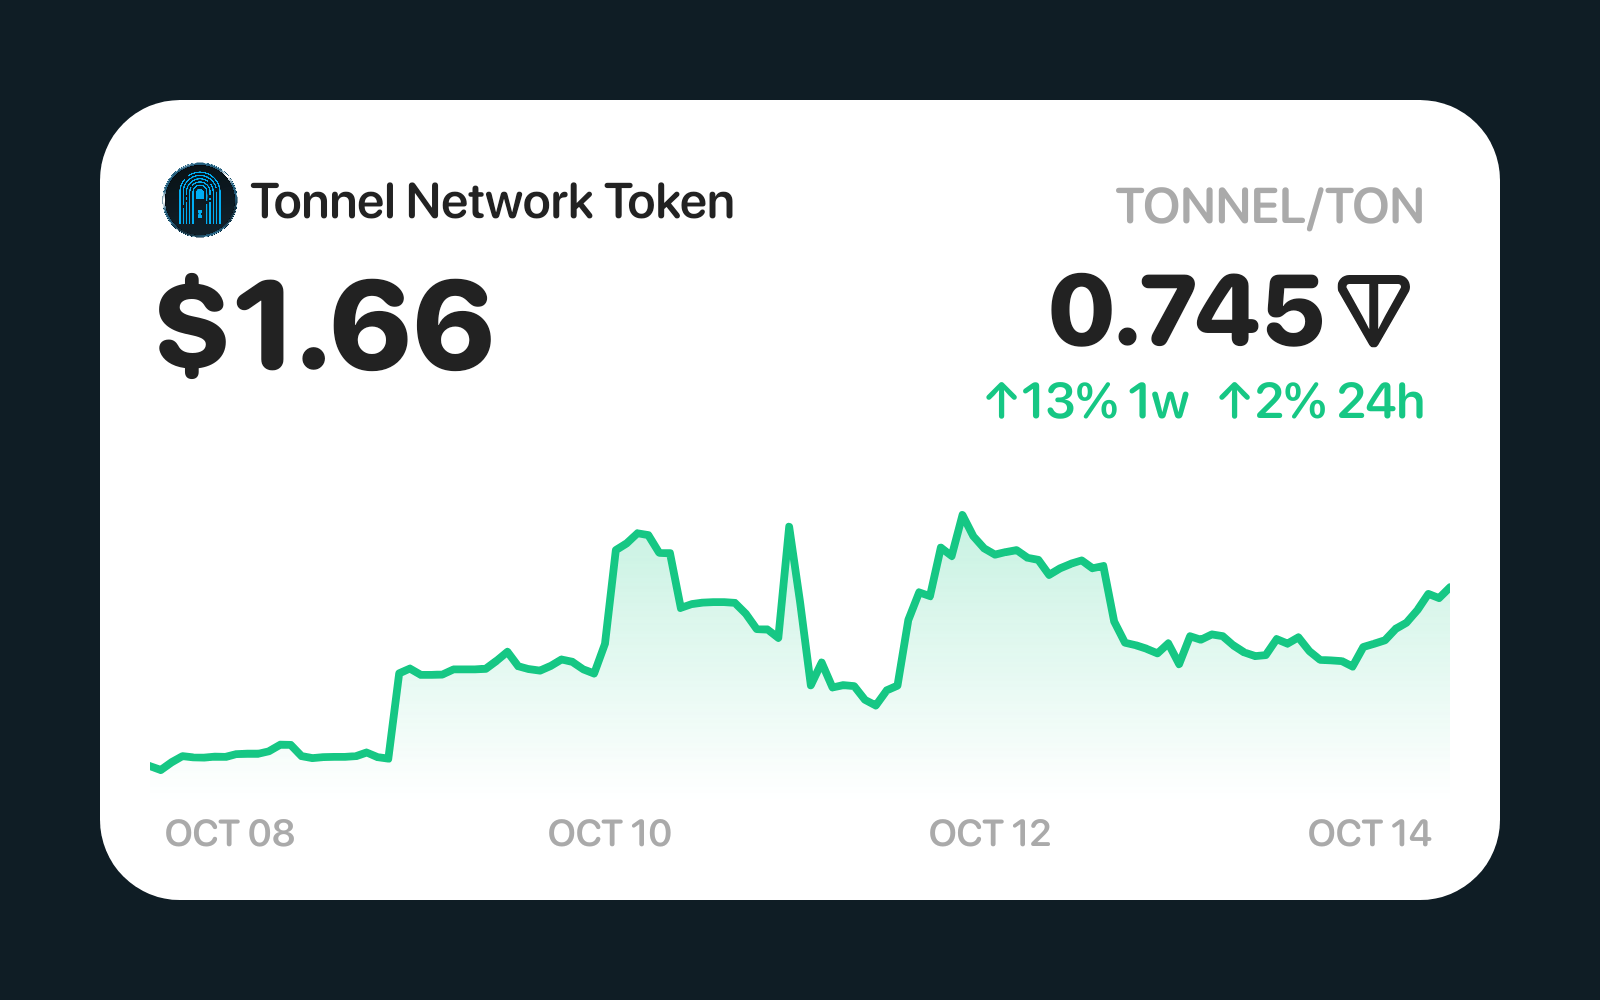 Tonnel Network Token
TONNEL/TON
$1.66
0.745
↑13% 1w ↑2% 24h
OCT 08
OCT 10
OCT 12
OCT 14